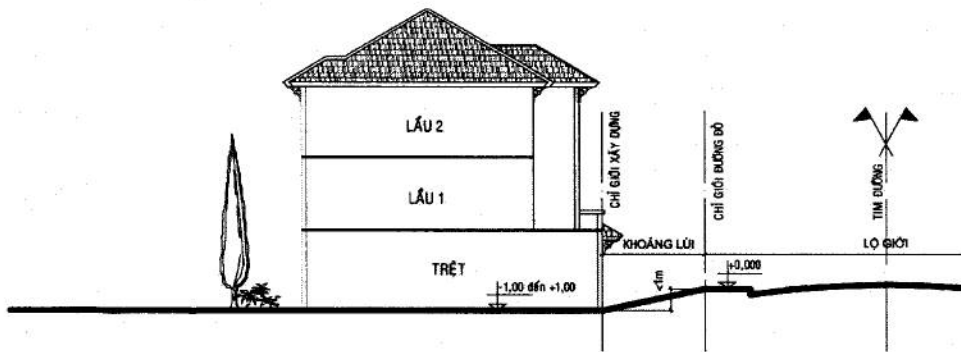 LẦU 2
LẦU 1
TRỆT
-1,00 đến +1,00
CHỈ GIỚI XÂY DỰNG
KHOẢNG LÙI
<1m
CHỈ GIỚI ĐƯỜNG ĐỎ
+0,000
TIM ĐƯỜNG
LỘ GIỚI